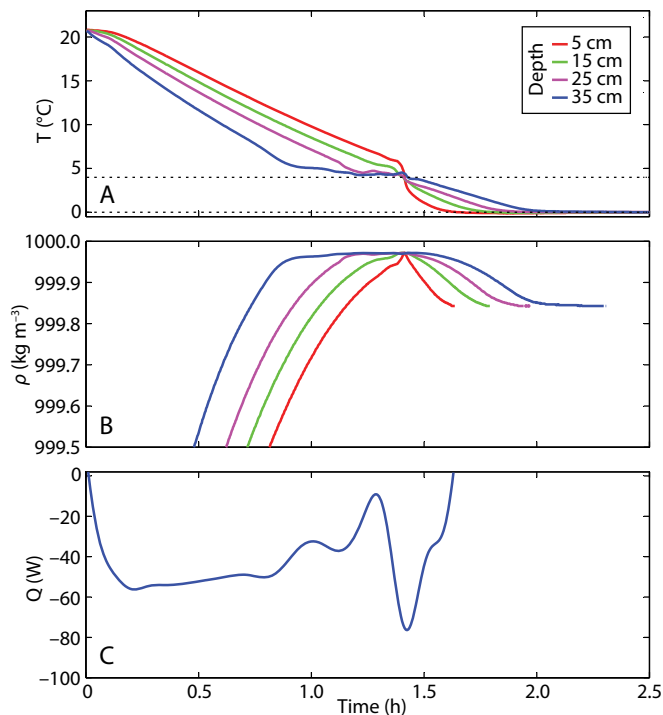 20
15
10
5
0
T (°C)
A
Depth
5 cm
15 cm
25 cm
35 cm
1000.0
999.9
999.8
999.7
999.6
999.5
ρ (kg m⁻³)
B
0
−20
−40
−60
−80
−100
Q (W)
C
0
0.5
1.0
1.5
2.0
2.5
Time (h)